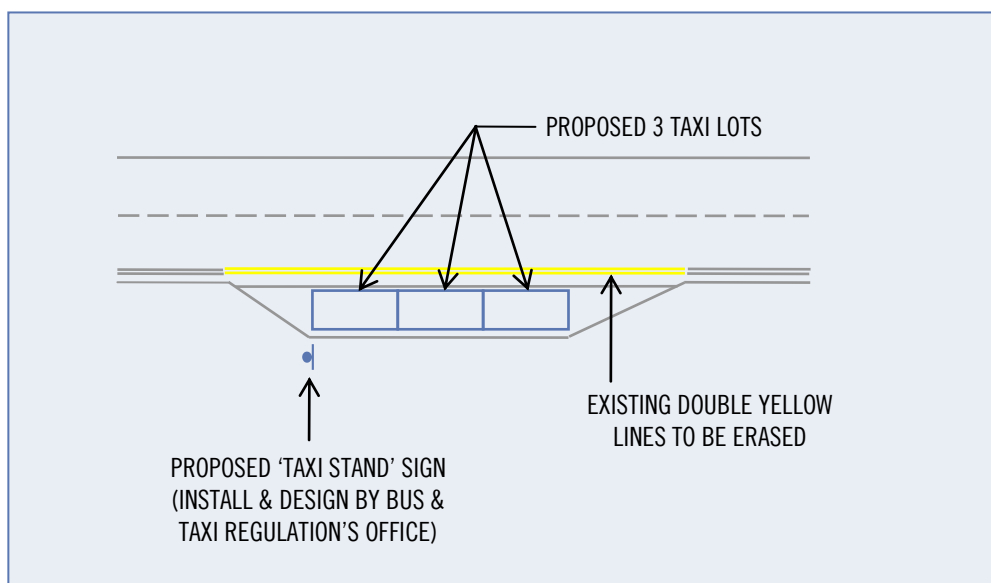 PROPOSED 3 TAXI LOTS
EXISTING DOUBLE YELLOW
LINES TO BE ERASED
PROPOSED ‘TAXI STAND’ SIGN
(INSTALL & DESIGN BY BUS &
TAXI REGULATION’S OFFICE)